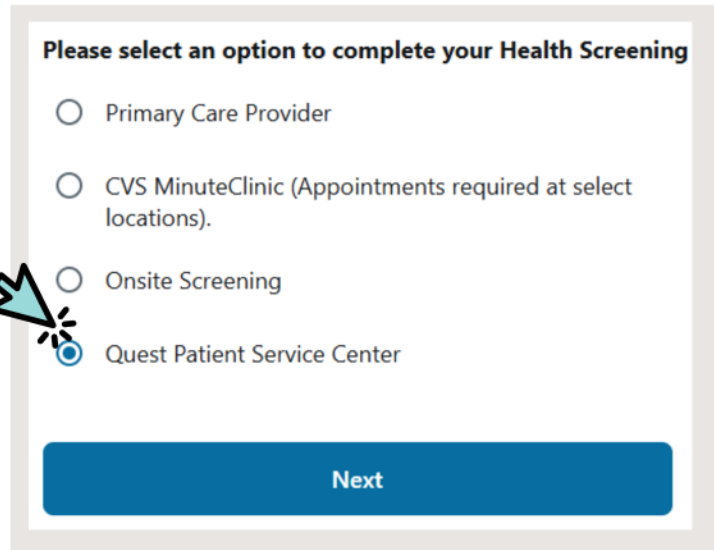 Please select an option to complete your Health Screening
Primary Care Provider
CVS MinuteClinic (Appointments required at select
locations).
Onsite Screening
Quest Patient Service Center
Next